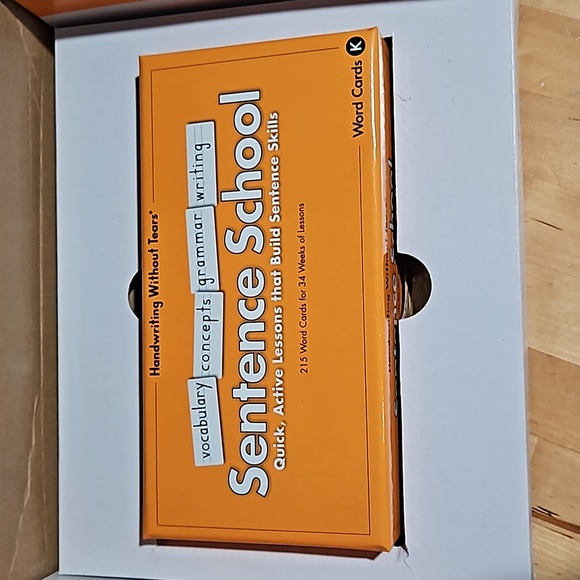 Handwriting Without Tears®
vocabulary concepts grammar writing
Sentence School
Quick, Active Lessons that Build Sentence Skills
215 Word Cards for 34 Weeks of Lessons
Word Cards K